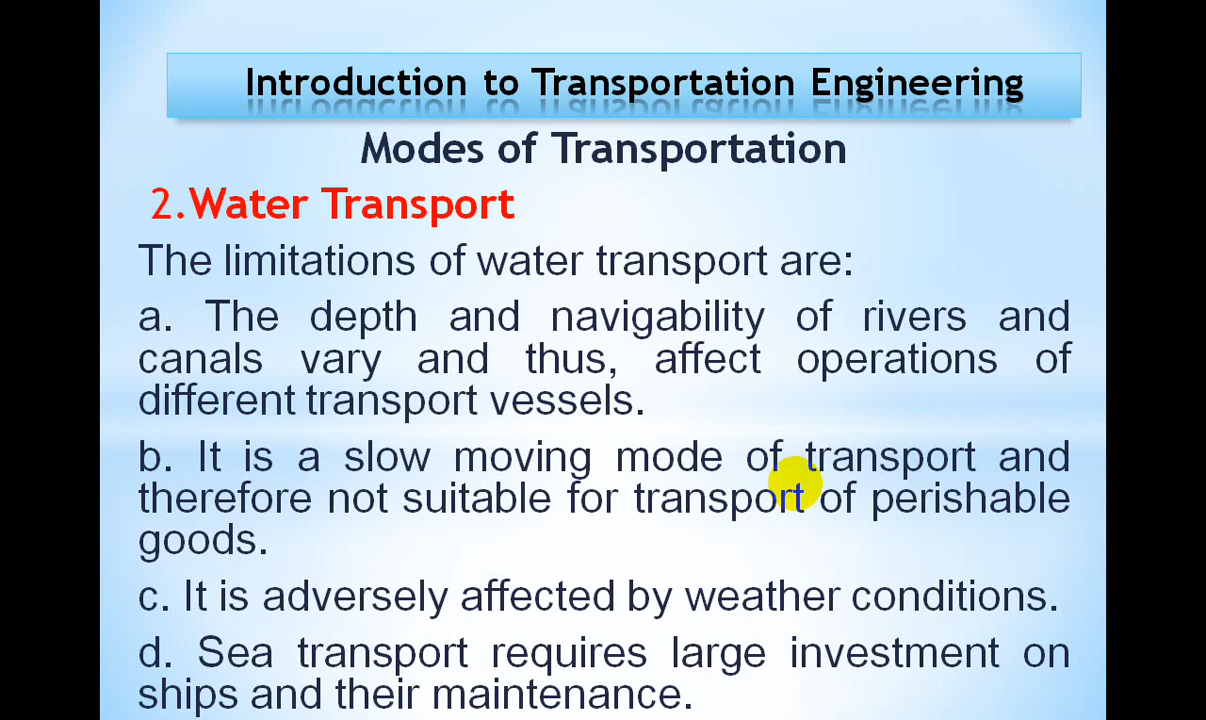 Introduction to Transportation Engineering
Modes of Transportation
2.Water Transport
The limitations of water transport are:
a. The depth and navigability of rivers and
canals vary and thus, affect operations of
different transport vessels.
b. It is a slow moving mode of transport and
therefore not suitable for transport of perishable
goods.
c. It is adversely affected by weather conditions.
d. Sea transport requires large investment on
ships and their maintenance.